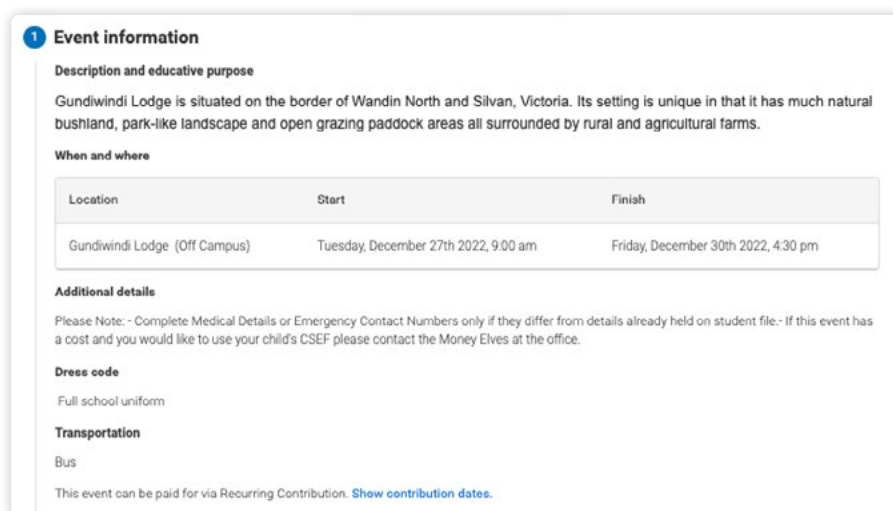 1 Event information
Description and educative purpose
Gundiwindi Lodge is situated on the border of Wandin North and Silvan, Victoria. Its setting is unique in that it has much natural
bushland, park-like landscape and open grazing paddock areas all surrounded by rural and agricultural farms.
When and where
Location Start Finish
Gundiwindi Lodge (Off Campus) Tuesday, December 27th 2022, 9:00 am Friday, December 30th 2022, 4:30 pm
Additional details
Please Note: - Complete Medical Details or Emergency Contact Numbers only if they differ from details already held on student file.- If this event has
a cost and you would like to use your child's CSEF please contact the Money Elves at the office.
Dress code
Full school uniform
Transportation
Bus
This event can be paid for via Recurring Contribution. Show contribution dates.